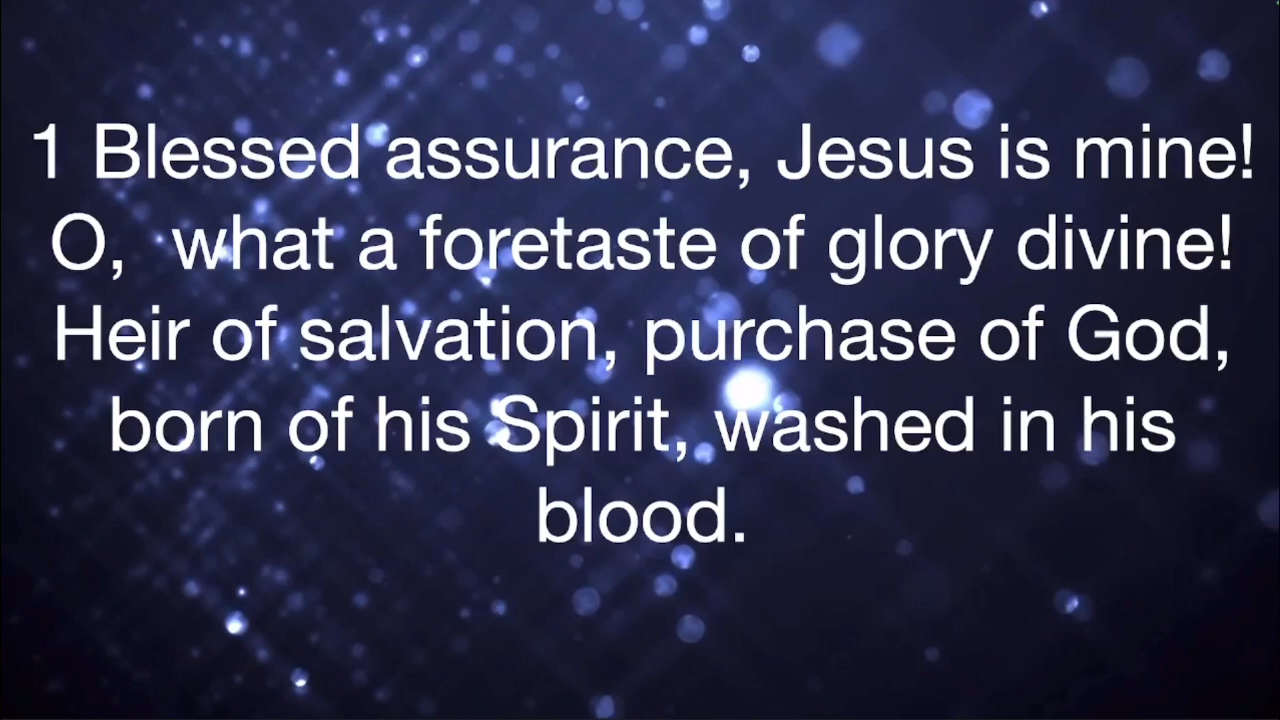 1 Blessed assurance, Jesus is mine!
O,  what a foretaste of glory divine!
Heir of salvation, purchase of God,
born of his Spirit, washed in his
blood.